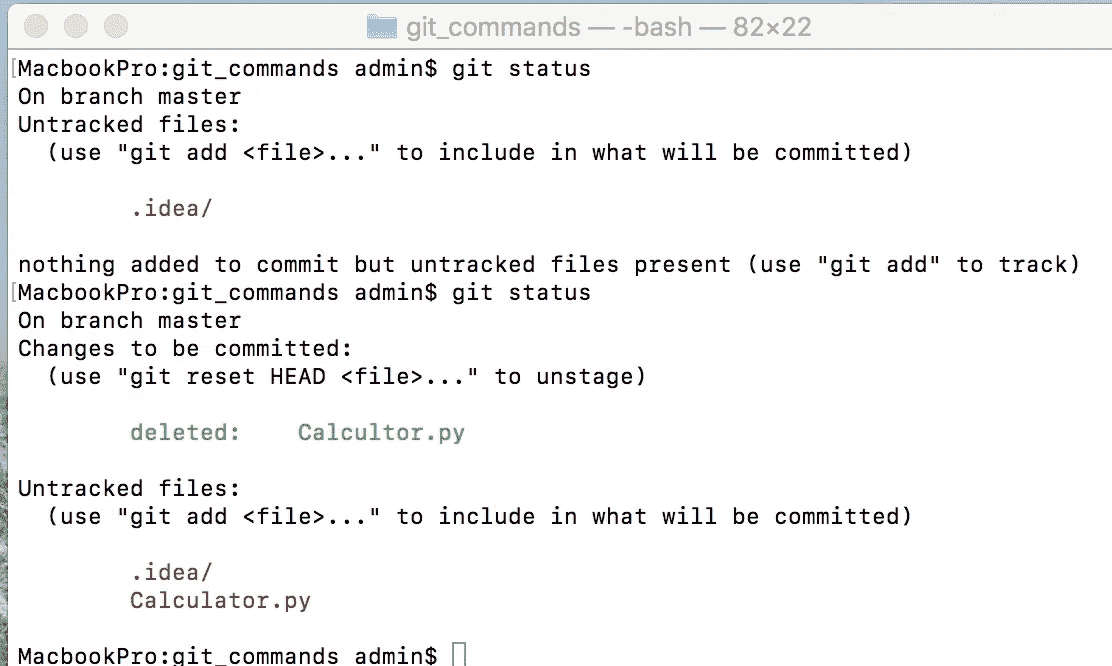 git_commands — -bash — 82×22
[MacbookPro:git_commands admin$ git status
On branch master
Untracked files:
  (use "git add <file>..." to include in what will be committed)
        .idea/
nothing added to commit but untracked files present (use "git add" to track)
[MacbookPro:git_commands admin$ git status
On branch master
Changes to be committed:
  (use "git reset HEAD <file>..." to unstage)
        deleted:    Calcultor.py
Untracked files:
  (use "git add <file>..." to include in what will be committed)
        .idea/
        Calculator.py
MacbookPro:git_commands admin$